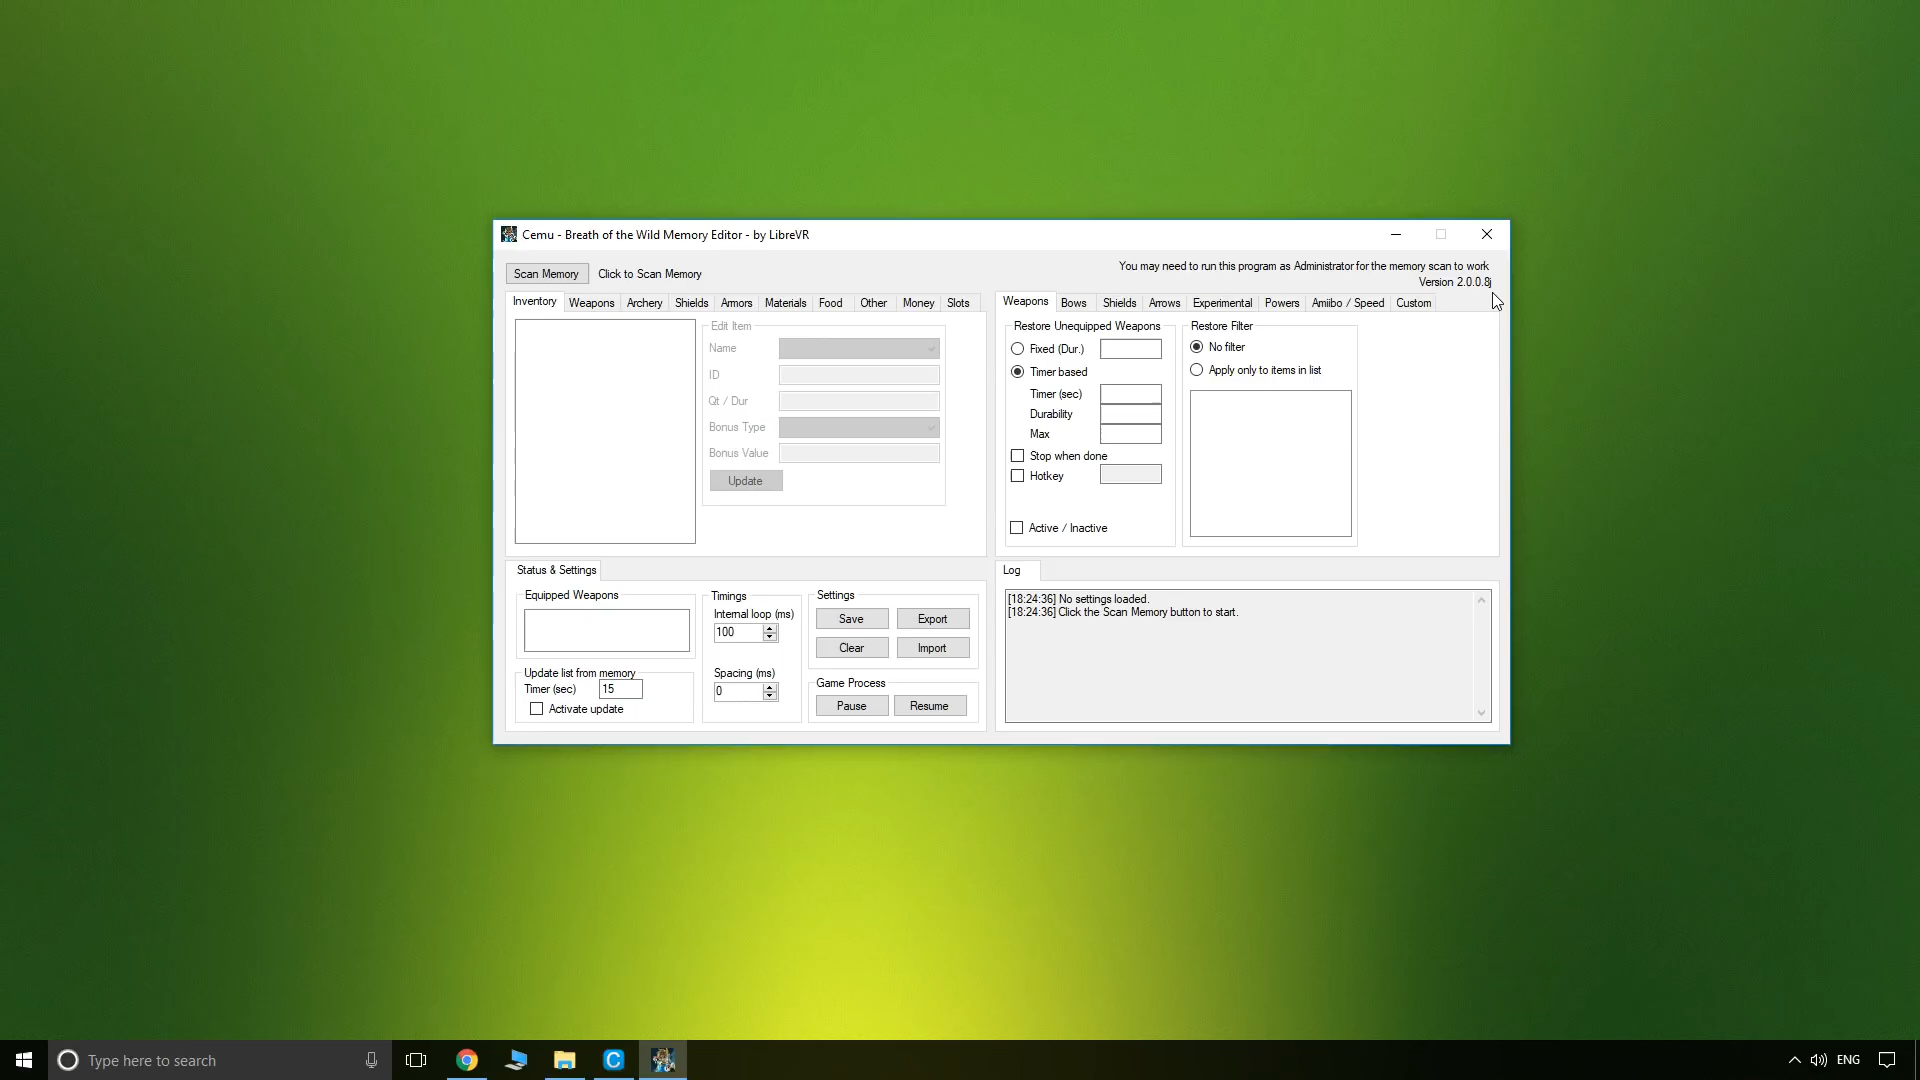 Cemu - Breath of the Wild Memory Editor - by LibreVR
You may need to run this program as Administrator for the memory scan to work
Scan Memory Click to Scan Memory
Version 2.0.0.8j
Inventory Weapons Archery Shields Armors Materials Food Other Money Slots
Edit Item
Name
ID
Qt / Dur
Bonus Type
Bonus Value
Update
Weapons Bows Shields Arrows Experimental Powers Amiibo / Speed Custom
Restore Unequipped Weapons
Fixed (Dur.)
Timer based
Timer (sec)
Durability
Max
Stop when done
Hotkey
Active / Inactive
Restore Filter
No filter
Apply only to items in list
Status & Settings
Equipped Weapons
Update list from memory
Timer (sec) 15
Activate update
Timings
Internal loop (ms)
100
Spacing (ms)
0
Settings
Save Export
Clear Import
Game Process
Pause Resume
Log
[18:24:36] No settings loaded.
[18:24:36] Click the Scan Memory button to start.
Type here to search
ENG